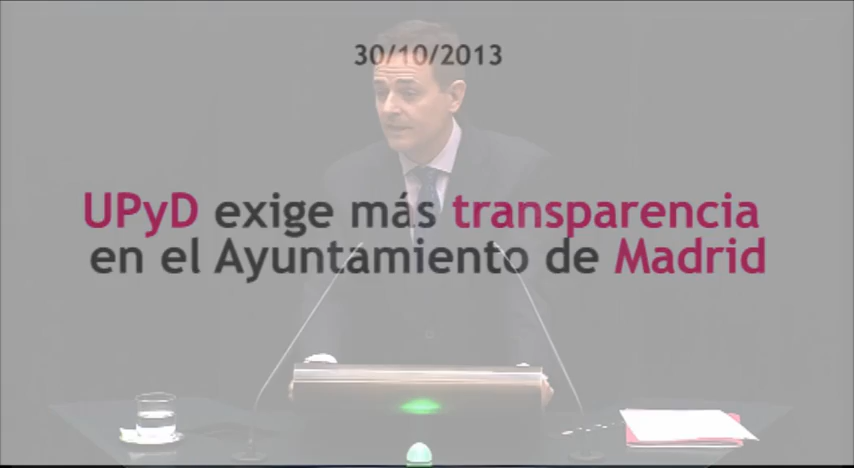 30/10/2013
UPyD exige más transparencia
en el Ayuntamiento de Madrid